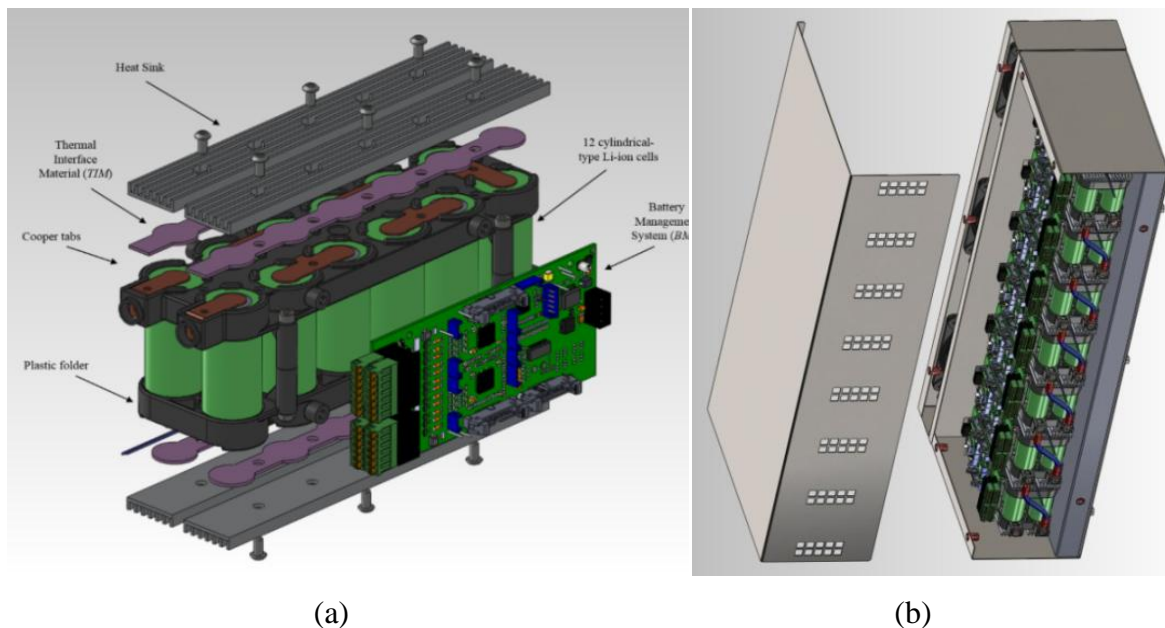 Heat Sink
Thermal
Interface
Material (TIM)
Cooper tabs
Plastic folder
12 cylindrical-
type Li-ion cells
Battery
Management
System (BM
(a)
(b)